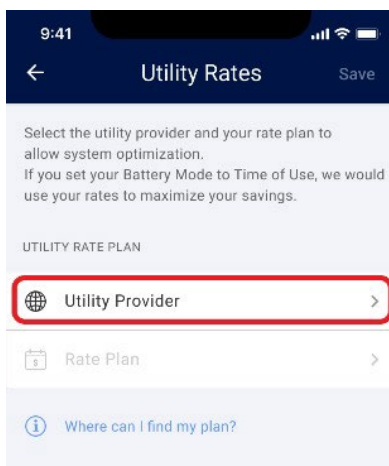 9:41
Utility Rates Save
Select the utility provider and your rate plan to
allow system optimization.
If you set your Battery Mode to Time of Use, we would
use your rates to maximize your savings.
UTILITY RATE PLAN
Utility Provider
$ Rate Plan
Where can I find my plan?